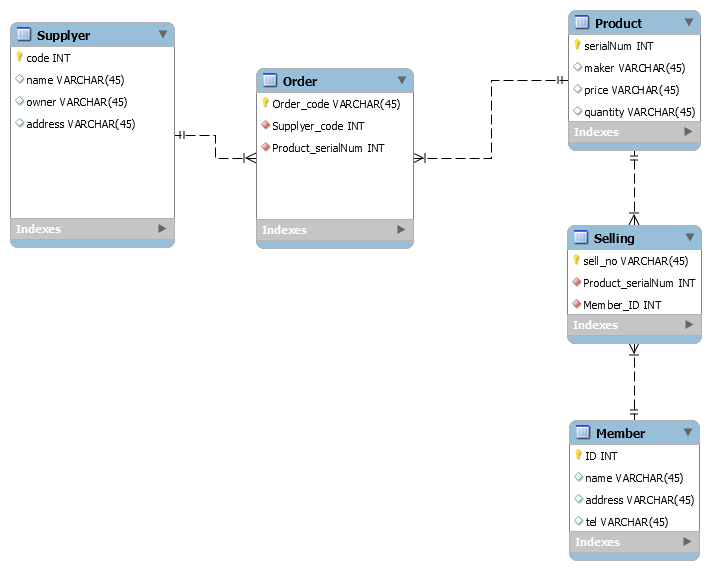 Supplyer
code INT
name VARCHAR(45)
owner VARCHAR(45)
address VARCHAR(45)
Indexes
Order
Order_code VARCHAR(45)
Supplyer_code INT
Product_serialNum INT
Indexes
Product
serialNum INT
maker VARCHAR(45)
price VARCHAR(45)
quantity VARCHAR(45)
Indexes
Selling
sell_no VARCHAR(45)
Product_serialNum INT
Member_ID INT
Indexes
Member
ID INT
name VARCHAR(45)
address VARCHAR(45)
tel VARCHAR(45)
Indexes